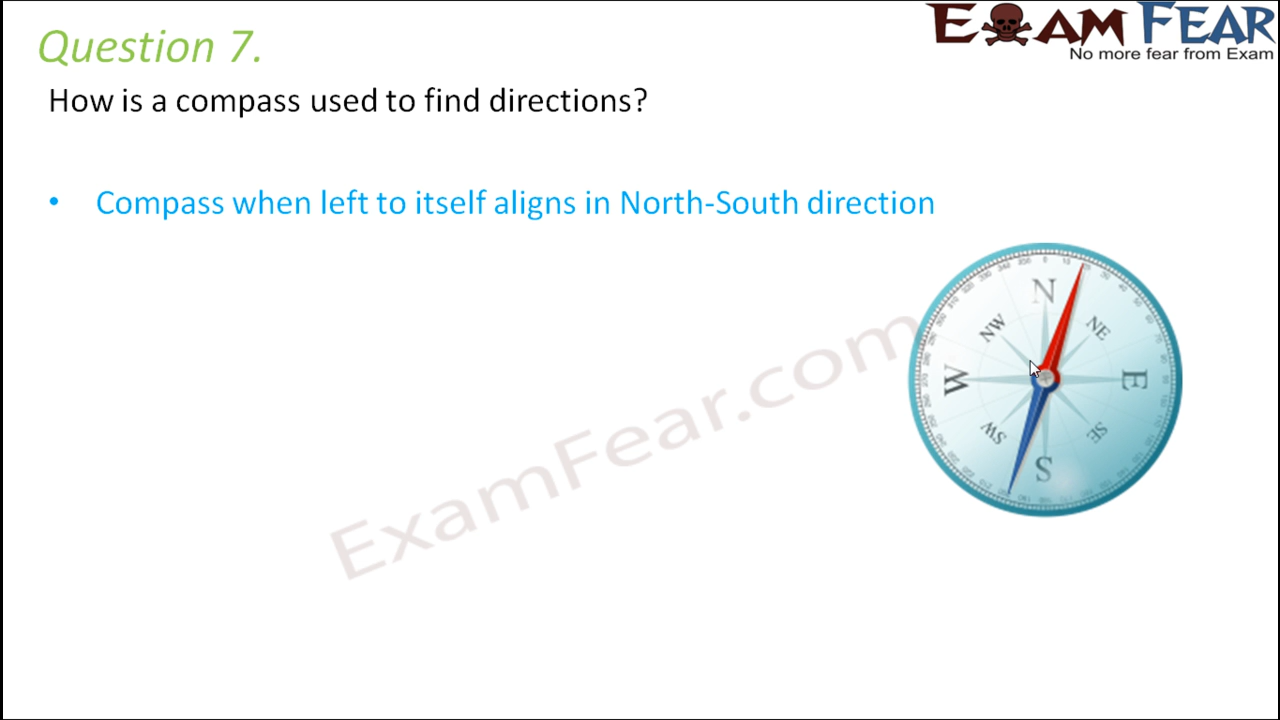 EXAM FEAR
No more fear from Exam
Question 7.
How is a compass used to find directions?
• Compass when left to itself aligns in North-South direction
N
NW NE
W E
SW SE
S
ExamFear.com